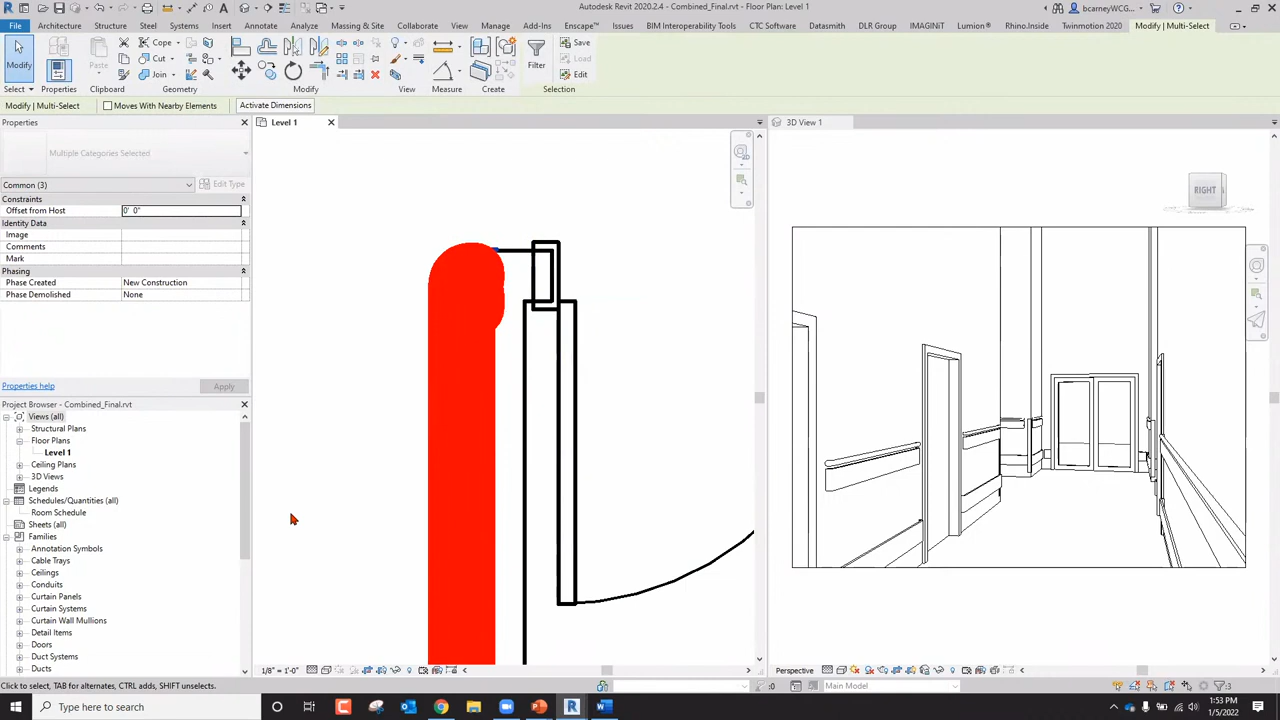 Autodesk Revit 2020.2.4 - Combined_Final.rvt - Floor Plan: Level 1
bcarneyWCG...
File Architecture Structure Steel Systems Insert Annotate Analyze Massing & Site Collaborate View Manage Add-Ins Enscape™ Issues BIM Interoperability Tools CTC Software Datasmith DLR Group IMAGINiT Lumion® Rhino.Inside Twinmotion 2020 Modify | Multi-Select
Cope Save
Cut Load
Modify Paste Join Filter Edit
Select Properties Clipboard Geometry Modify View Measure Create Selection
Modify | Multi-Select Moves With Nearby Elements Activate Dimensions
Properties Level 1 3D View 1
Multiple Categories Selected
Common (3) Edit Type
Constraints
Offset from Host 0' 0"
Identity Data
Image
Comments
Mark
Phasing
Phase Created New Construction
Phase Demolished None
Properties help Apply
RIGHT
2D
Project Browser - Combined_Final.rvt
Views (all)
Structural Plans
Floor Plans
Level 1
Ceiling Plans
3D Views
Legends
Schedules/Quantities (all)
Room Schedule
Sheets (all)
Families
Annotation Symbols
Cable Trays
Ceilings
Conduits
Curtain Panels
Curtain Systems
Curtain Wall Mullions
Detail Items
Doors
Duct Systems
Ducts
1/8" = 1'-0"
Perspective
Click to select, TAB for alternates, CTRL adds, SHIFT unselects.
:0 Main Model :3
Type here to search
1:53 PM
1/5/2022